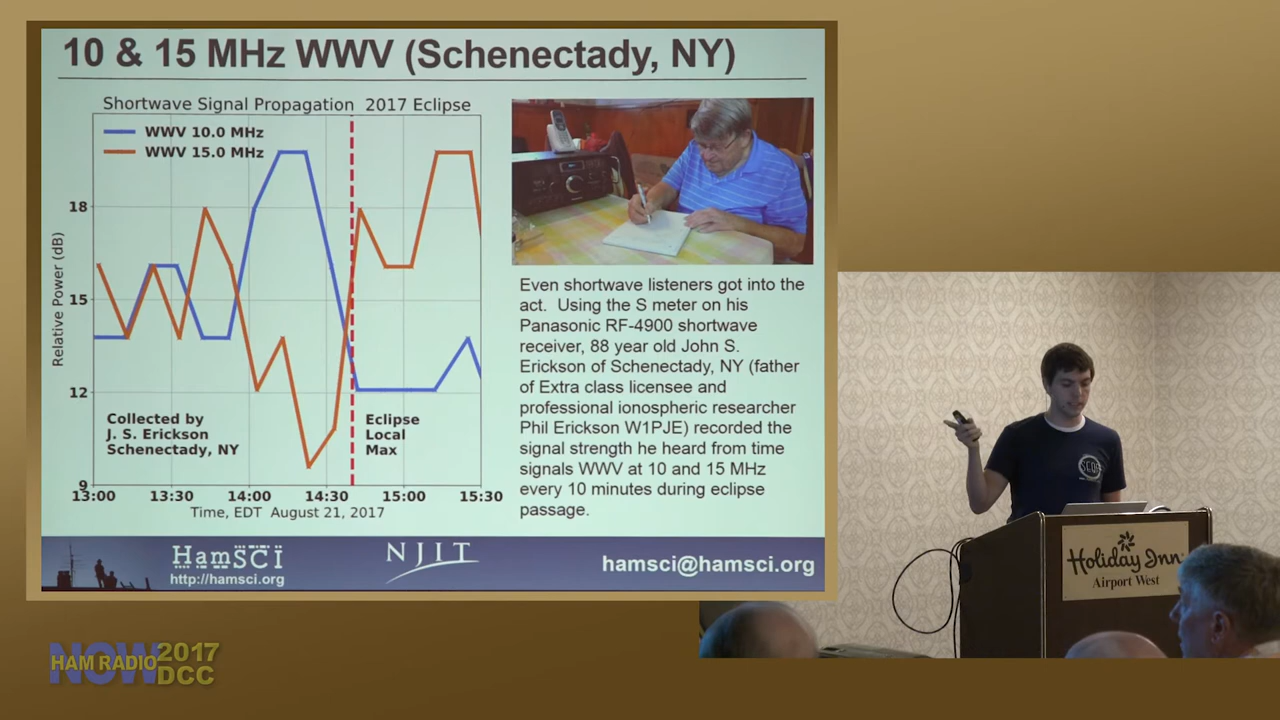 10 & 15 MHz WWV (Schenectady, NY)
Shortwave Signal Propagation 2017 Eclipse
WWV 10.0 MHz
WWV 15.0 MHz
Relative Power (dB)
18
15
12
9
Collected by
J. S. Erickson
Schenectady, NY
Eclipse
Local
Max
13:00 13:30 14:00 14:30 15:00 15:30
Time, EDT August 21, 2017
Even shortwave listeners got into the
act. Using the S meter on his
Panasonic RF-4900 shortwave
receiver, 88 year old John S.
Erickson of Schenectady, NY (father
of Extra class licensee and
professional ionospheric researcher
Phil Erickson W1PJE) recorded the
signal strength he heard from time
signals WWV at 10 and 15 MHz
every 10 minutes during eclipse
passage.
HamSCI
http://hamsci.org
NJIT
hamsci@hamsci.org
Holiday Inn
Airport West
NOW
HAM RADIO 2017
DCC